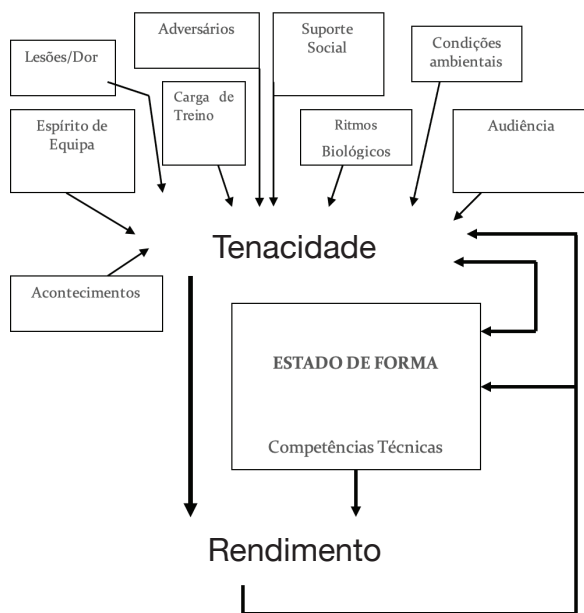 Adversários
Suporte
Social
Condições
ambientais
Lesões/Dor
Carga de
Treino
Espírito de
Equipa
Ritmos
Biológicos
Audiência
Tenacidade
Acontecimentos
ESTADO DE FORMA
Competências Técnicas
Rendimento